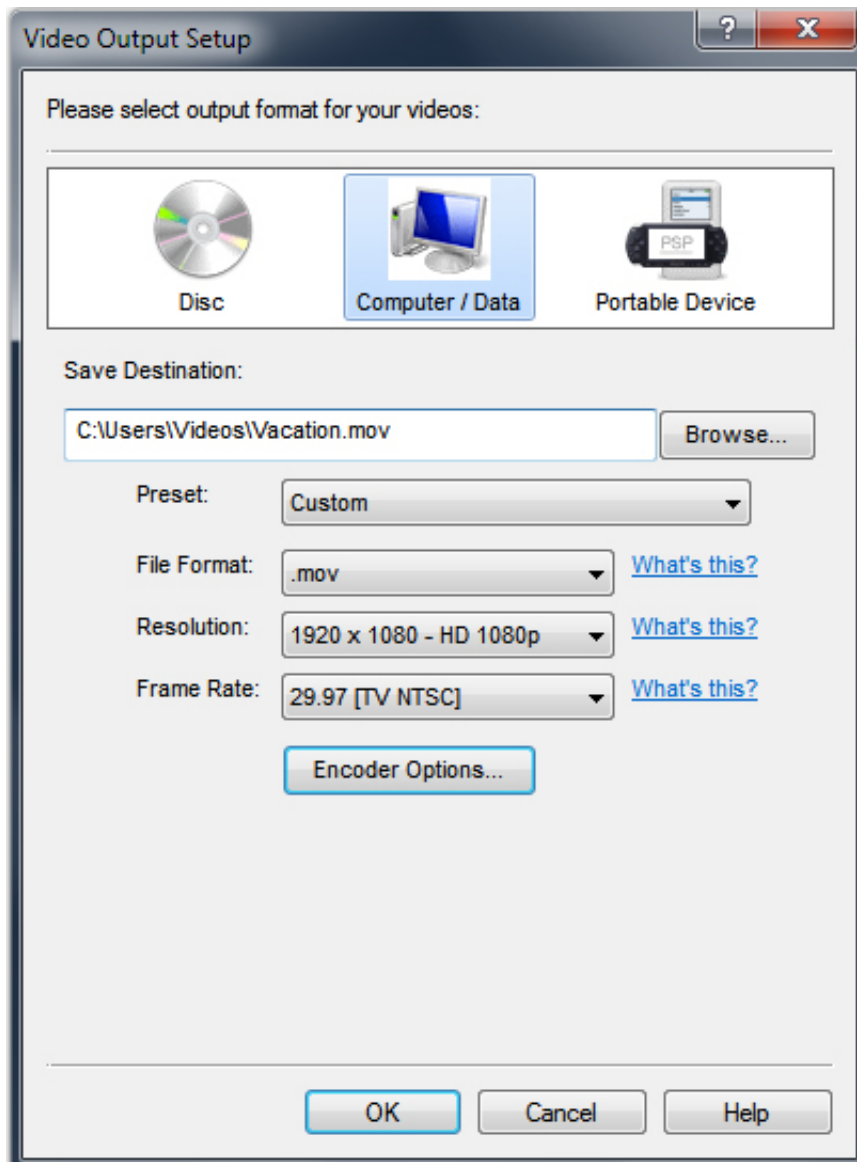 Video Output Setup
?
X
Please select output format for your videos:
PSP
Disc
Computer / Data
Portable Device
Save Destination:
C:\Users\Videos\Vacation.mov
Browse...
Preset:
Custom
File Format:
.mov
What's this?
Resolution:
1920 x 1080 - HD 1080p
What's this?
Frame Rate:
29.97 [TV NTSC]
What's this?
Encoder Options...
OK
Cancel
Help